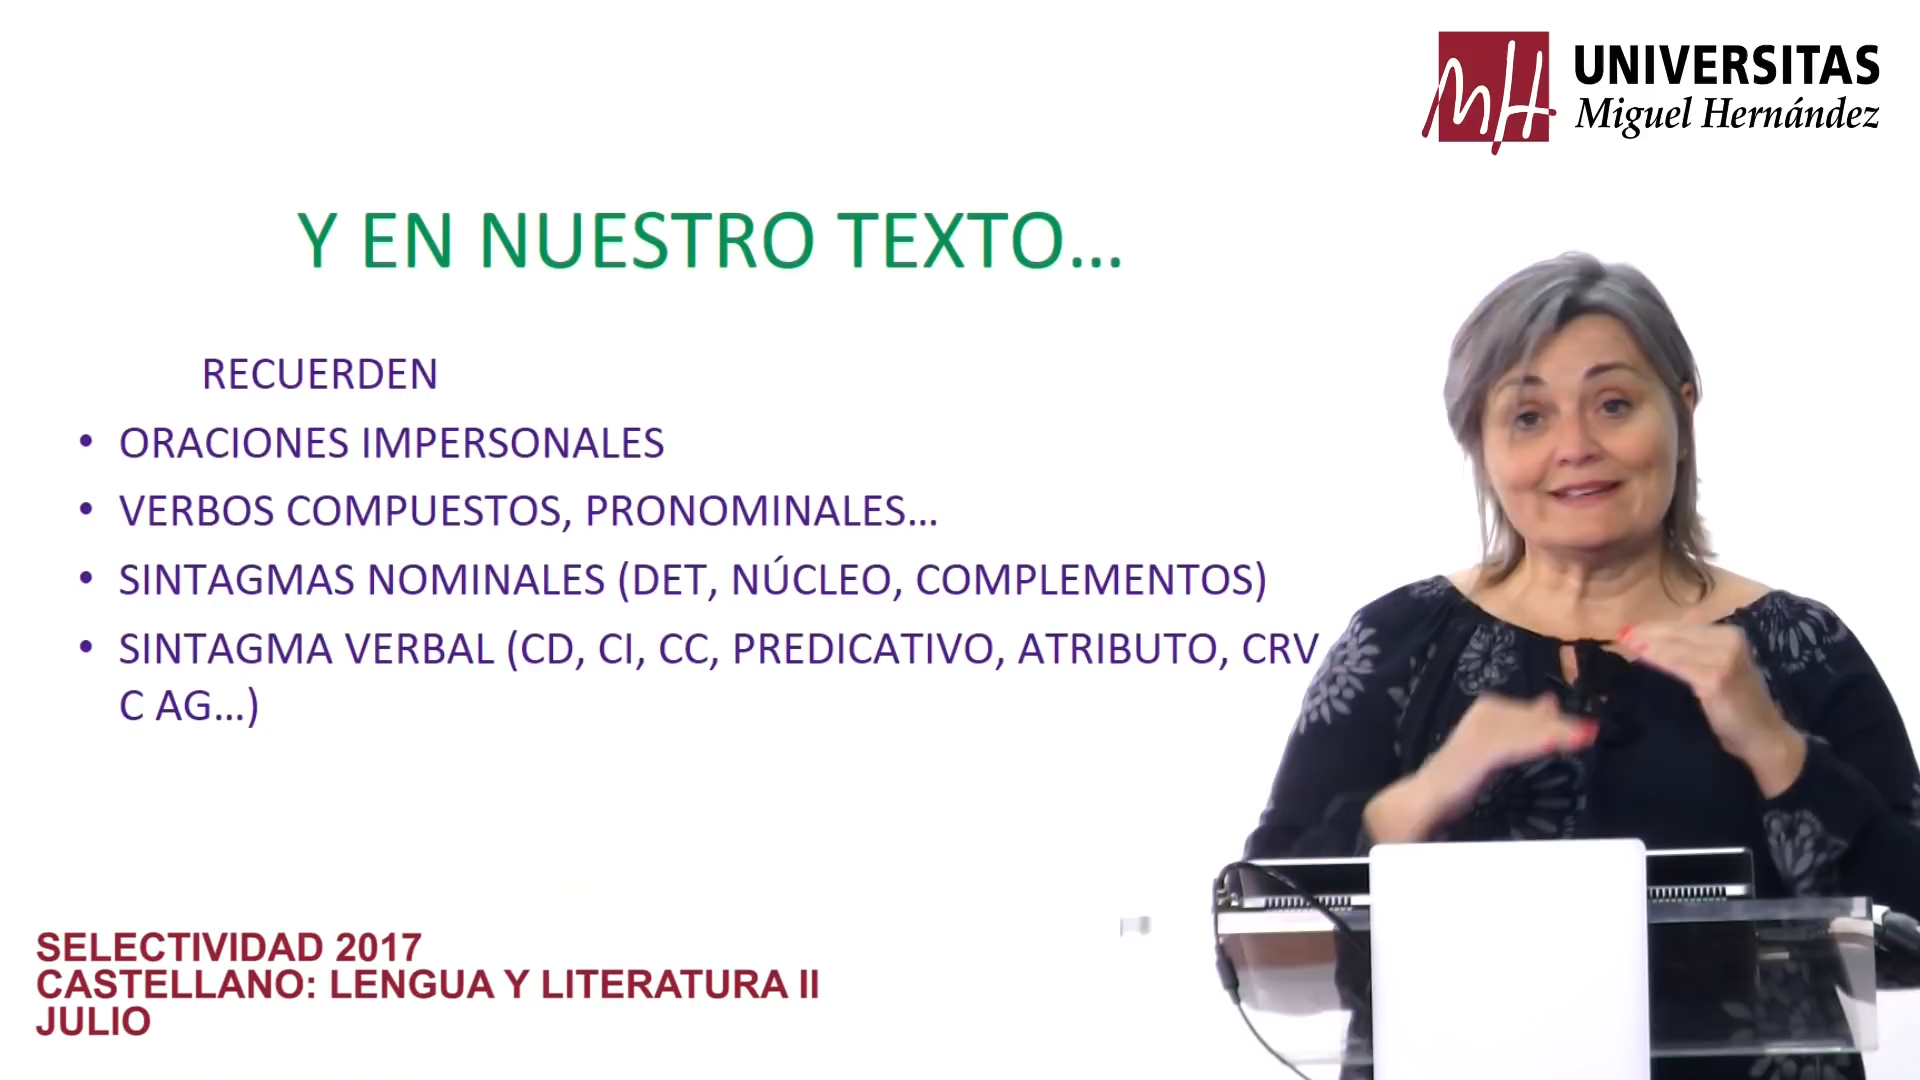 UNIVERSITAS
Miguel Hernández
Y EN NUESTRO TEXTO...
RECUERDEN
• ORACIONES IMPERSONALES
• VERBOS COMPUESTOS, PRONOMINALES...
• SINTAGMAS NOMINALES (DET, NÚCLEO, COMPLEMENTOS)
• SINTAGMA VERBAL (CD, CI, CC, PREDICATIVO, ATRIBUTO, CRV
C AG...)
SELECTIVIDAD 2017
CASTELLANO: LENGUA Y LITERATURA II
JULIO